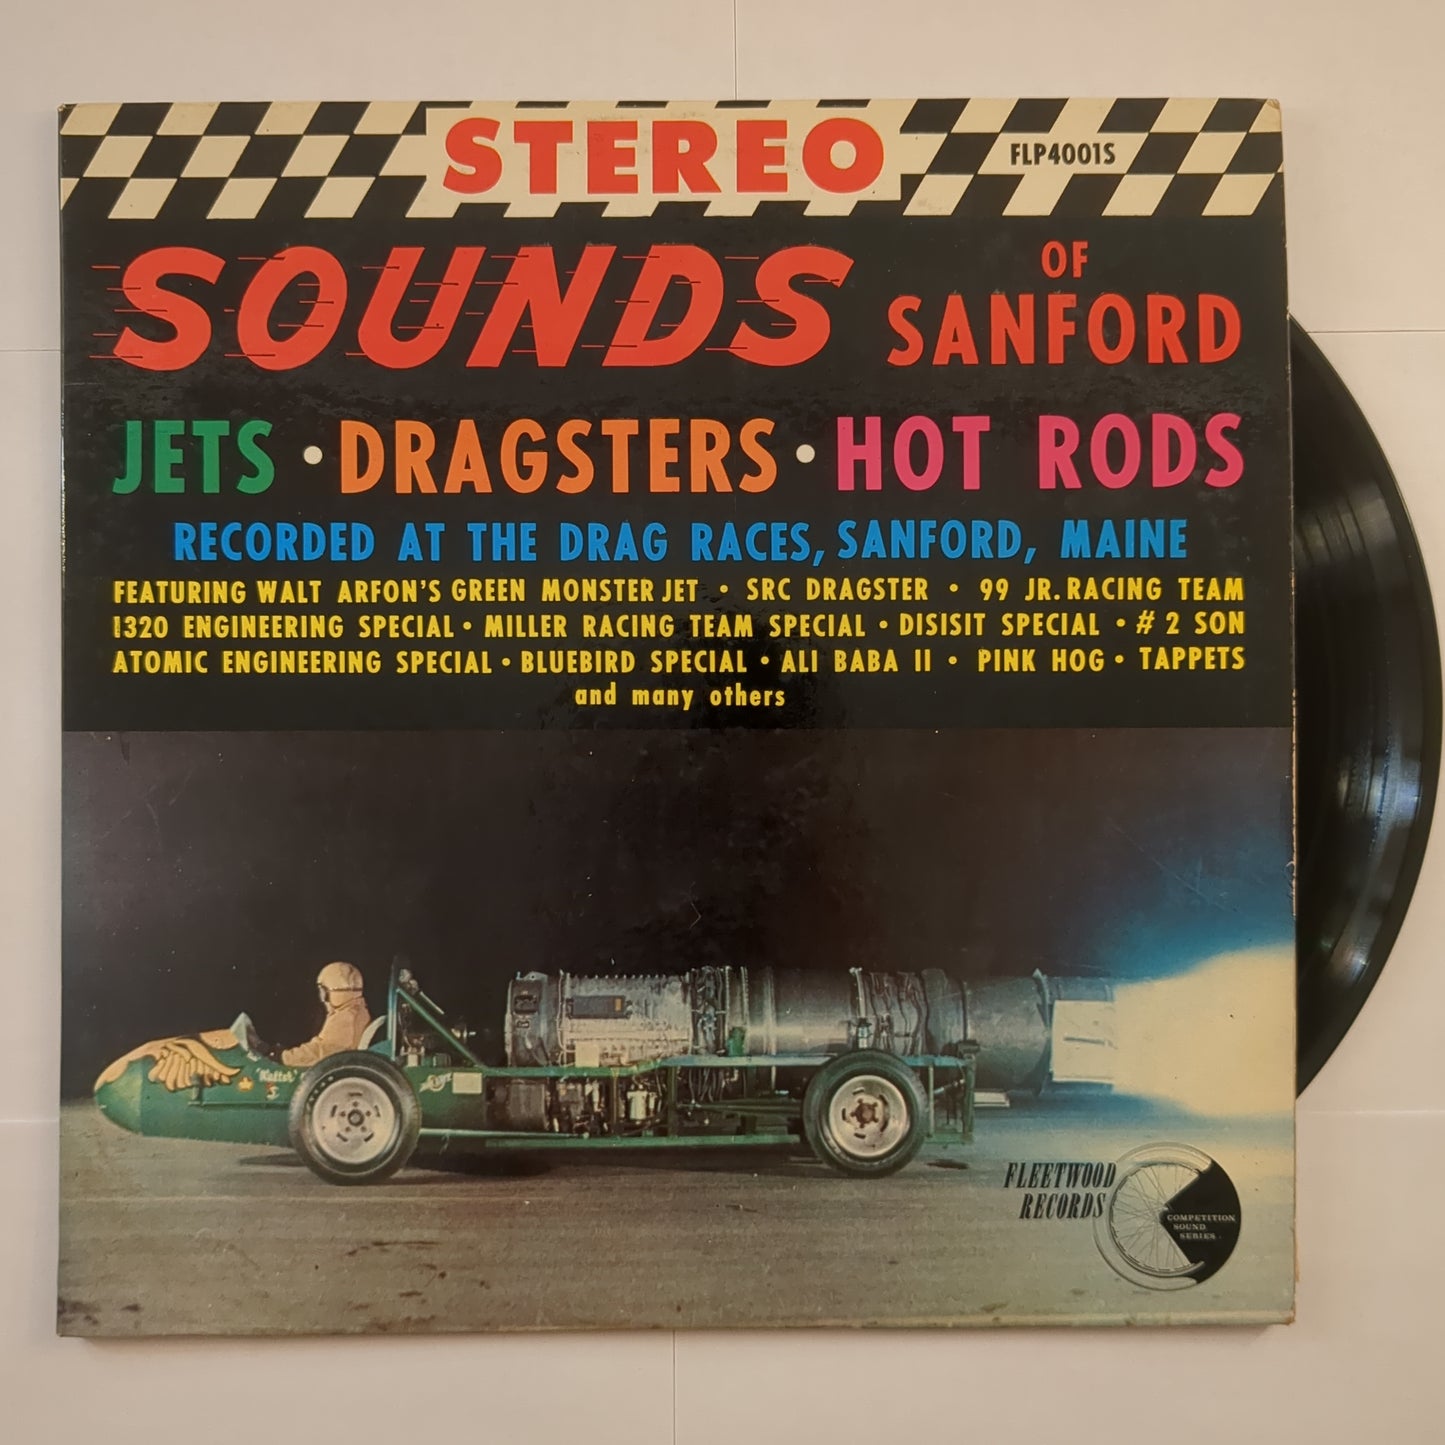 STEREO
FLP4001S
SOUNDS OF SANFORD
JETS • DRAGSTERS • HOT RODS
RECORDED AT THE DRAG RACES, SANFORD, MAINE
FEATURING WALT ARFON'S GREEN MONSTER JET • SRC DRAGSTER • 99 JR. RACING TEAM
1320 ENGINEERING SPECIAL • MILLER RACING TEAM SPECIAL • DISISIT SPECIAL • # 2 SON
ATOMIC ENGINEERING SPECIAL • BLUEBIRD SPECIAL • ALI BABA II • PINK HOG • TAPPETS
and many others
"Walter"
FLEETWOOD
RECORDS
COMPETITION
SOUND
SERIES